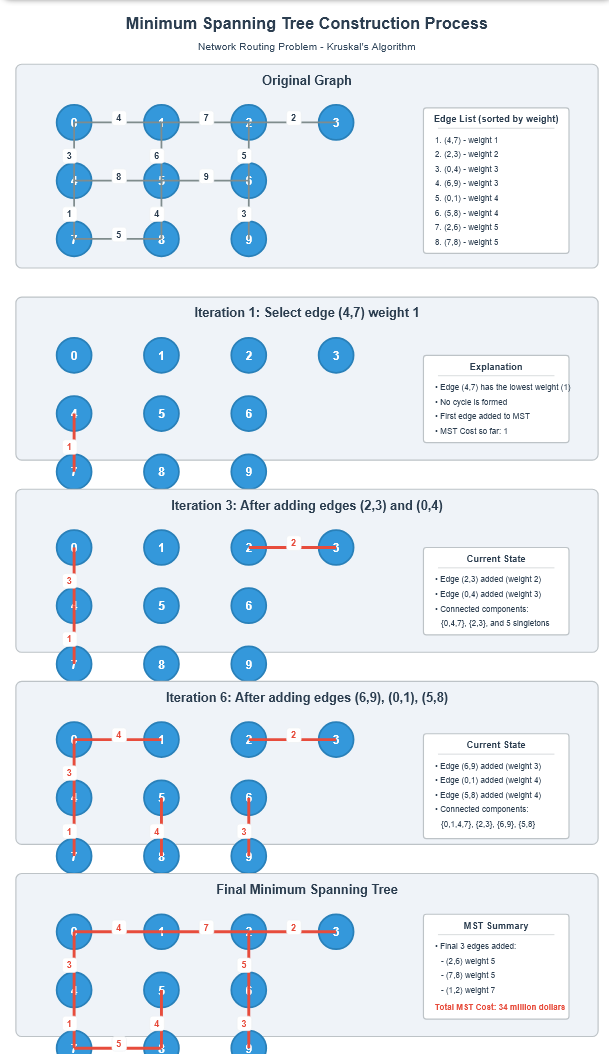 Minimum Spanning Tree Construction Process
Network Routing Problem - Kruskal's Algorithm
Original Graph
0 4 1 7 2 2 3
3 6 5
4 8 5 9 6
1 4 3
7 5 8 9
Edge List (sorted by weight)
1. (4,7) - weight 1
2. (2,3) - weight 2
3. (0,4) - weight 3
4. (6,9) - weight 3
5. (0,1) - weight 4
6. (5,8) - weight 4
7. (2,6) - weight 5
8. (7,8) - weight 5
Iteration 1: Select edge (4,7) weight 1
0 1 2 3
4 5 6
1
7 8 9
Explanation
• Edge (4,7) has the lowest weight (1)
• No cycle is formed
• First edge added to MST
• MST Cost so far: 1
Iteration 3: After adding edges (2,3) and (0,4)
0 1 2 2 3
3
4 5 6
1
7 8 9
Current State
• Edge (2,3) added (weight 2)
• Edge (0,4) added (weight 3)
• Connected components:
{0,4,7}, {2,3}, and 5 singletons
Iteration 6: After adding edges (6,9), (0,1), (5,8)
0 4 1 2 2 3
3
4 5 6
1 4 3
7 8 9
Current State
• Edge (6,9) added (weight 3)
• Edge (0,1) added (weight 4)
• Edge (5,8) added (weight 4)
• Connected components:
{0,1,4,7}, {2,3}, {6,9}, {5,8}
Final Minimum Spanning Tree
0 4 1 7 2 2 3
3 5
4 5 6
1 4 3
7 5 8 9
MST Summary
• Final 3 edges added:
- (2,6) weight 5
- (7,8) weight 5
- (1,2) weight 7
Total MST Cost: 34 million dollars